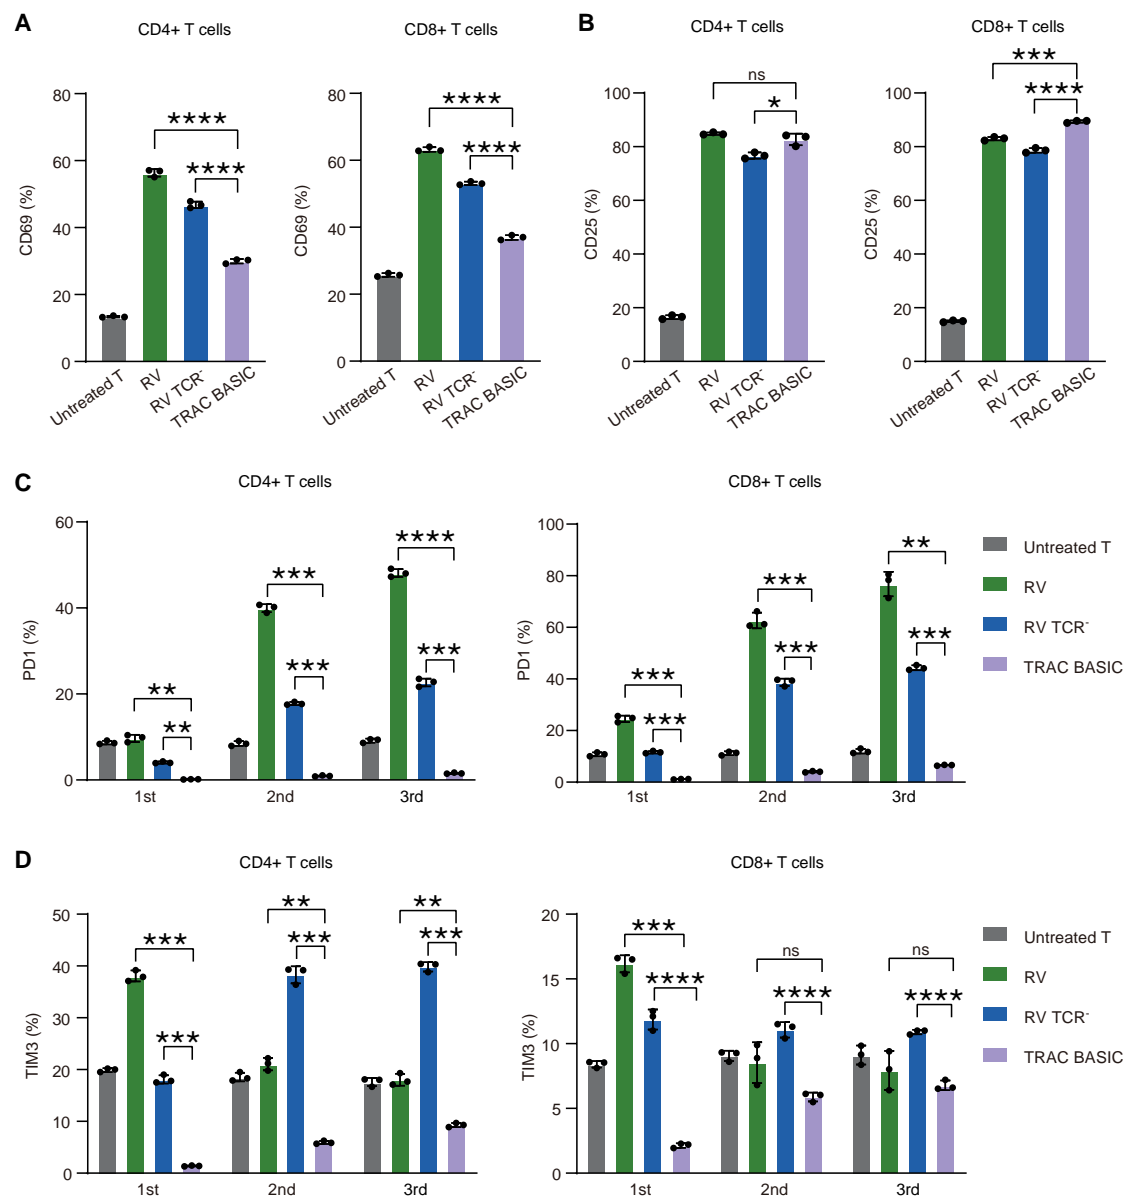 A
CD4+ T cells
CD69 (%)
80
60
40
20
0
****
****
Untreated T
RV
RV TCR-
TRAC BASIC
CD8+ T cells
CD69 (%)
80
60
40
20
0
****
****
Untreated T
RV
RV TCR-
TRAC BASIC
B
CD4+ T cells
CD25 (%)
100
80
60
40
20
0
ns
*
Untreated T
RV
RV TCR-
TRAC BASIC
CD8+ T cells
CD25 (%)
100
80
60
40
20
0
***
****
Untreated T
RV
RV TCR-
TRAC BASIC
C
CD4+ T cells
PD1 (%)
60
40
20
0
**
**
***
***
****
***
1st
2nd
3rd
CD8+ T cells
PD1 (%)
100
80
60
40
20
0
***
***
***
***
**
***
1st
2nd
3rd
Untreated T
RV
RV TCR-
TRAC BASIC
D
CD4+ T cells
TIM3 (%)
50
40
30
20
10
0
***
***
**
***
**
***
1st
2nd
3rd
CD8+ T cells
TIM3 (%)
20
15
10
5
0
***
****
ns
****
ns
****
1st
2nd
3rd
Untreated T
RV
RV TCR-
TRAC BASIC